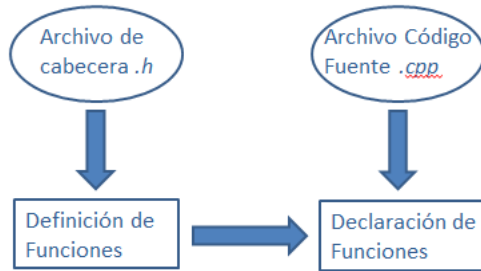 Archivo de
cabecera .h
Archivo Código
Fuente .cpp
Definición de
Funciones
Declaración de
Funciones